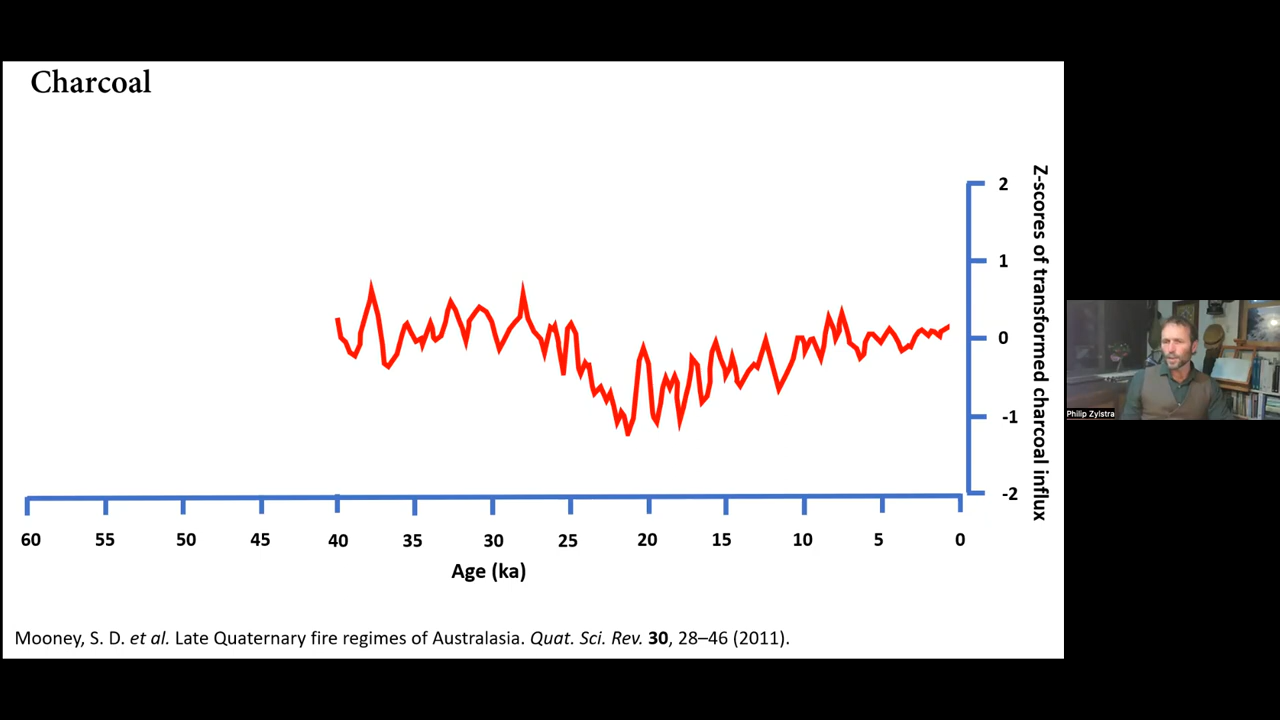 Charcoal
2
1
0
-1
-2
Z-scores of transformed charcoal influx
60 55 50 45 40 35 30 25 20 15 10 5 0
Age (ka)
Mooney, S. D. et al. Late Quaternary fire regimes of Australasia. Quat. Sci. Rev. 30, 28–46 (2011).
Philip Zylstra